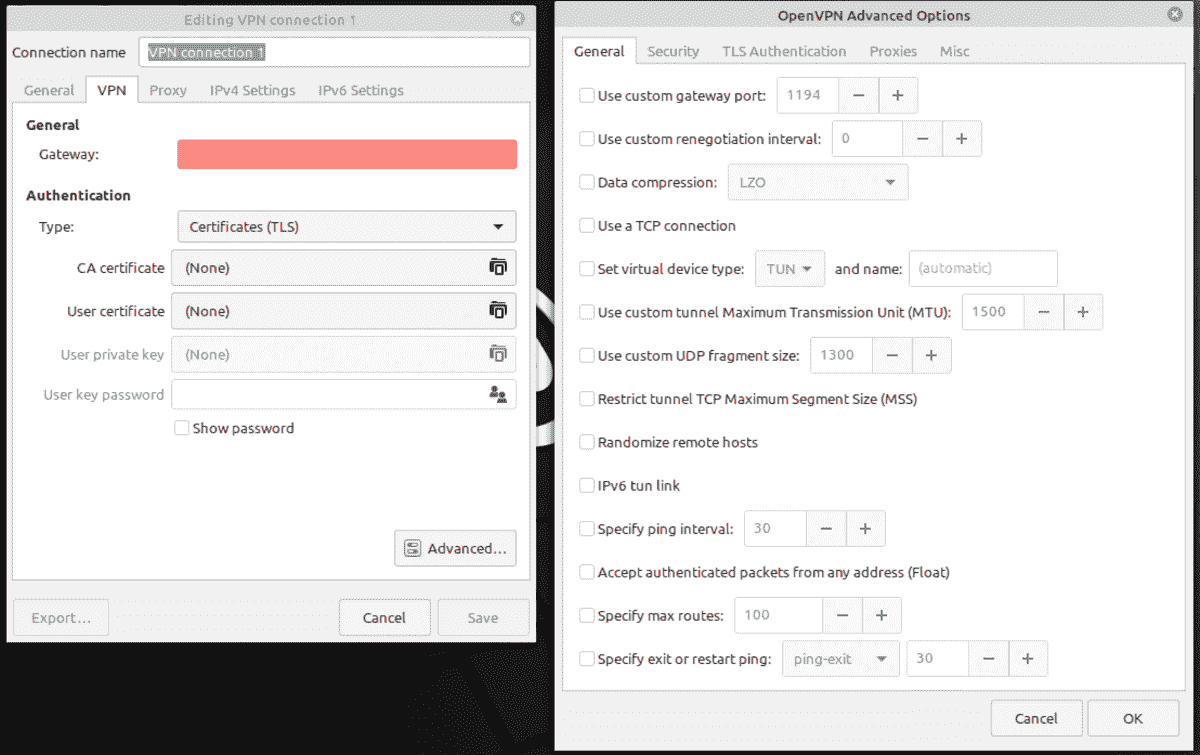 Editing VPN connection 1
Connection name VPN connection 1
General VPN Proxy IPv4 Settings IPv6 Settings
General
Gateway:
Authentication
Type: Certificates (TLS)
CA certificate (None)
User certificate (None)
User private key (None)
User key password
Show password
Advanced...
Export... Cancel Save
OpenVPN Advanced Options
General Security TLS Authentication Proxies Misc
Use custom gateway port: 1194 − +
Use custom renegotiation interval: 0 − +
Data compression: LZO
Use a TCP connection
Set virtual device type: TUN and name: (automatic)
Use custom tunnel Maximum Transmission Unit (MTU): 1500 − +
Use custom UDP fragment size: 1300 − +
Restrict tunnel TCP Maximum Segment Size (MSS)
Randomize remote hosts
IPv6 tun link
Specify ping interval: 30 − +
Accept authenticated packets from any address (Float)
Specify max routes: 100 − +
Specify exit or restart ping: ping-exit 30 − +
Cancel OK